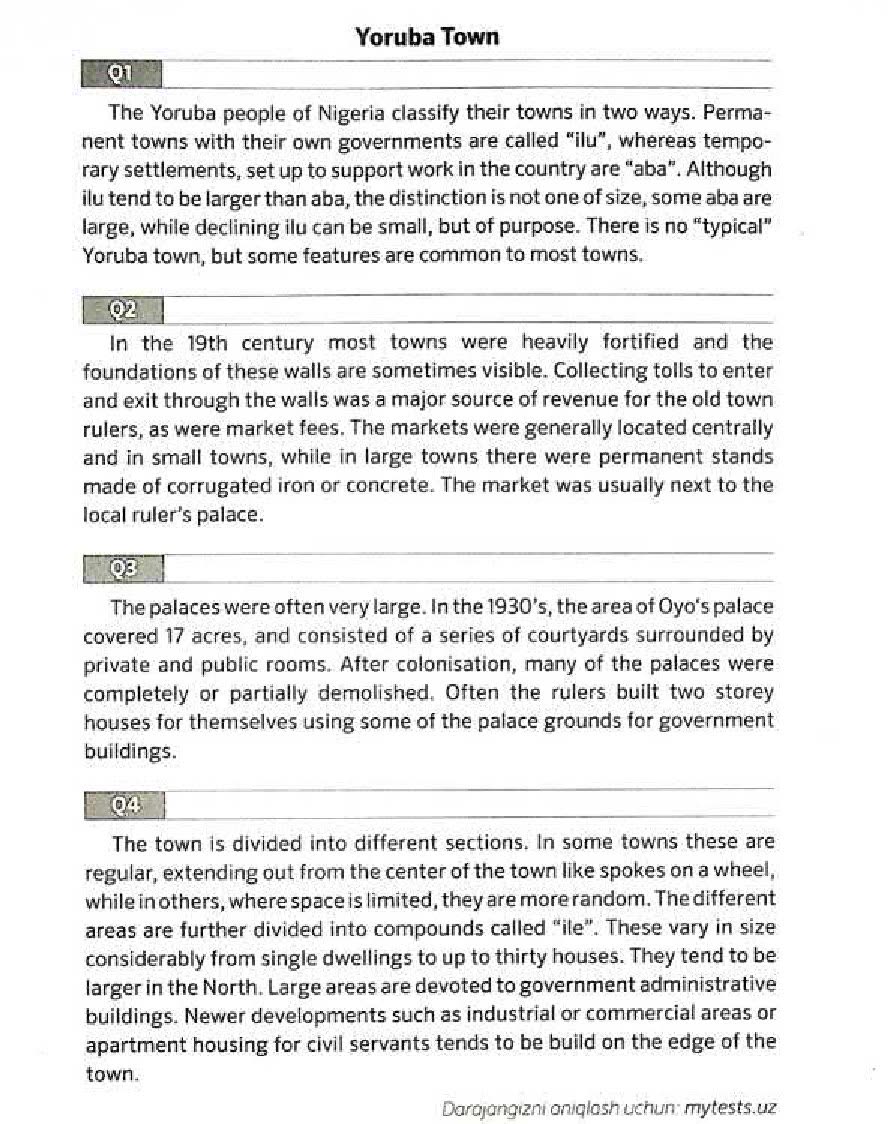 Yoruba Town
Q1
The Yoruba people of Nigeria classify their towns in two ways. Perma-
nent towns with their own governments are called "ilu", whereas tempo-
rary settlements, set up to support work in the country are "aba". Although
ilu tend to be larger than aba, the distinction is not one of size, some aba are
large, while declining ilu can be small, but of purpose. There is no "typical"
Yoruba town, but some features are common to most towns.
Q2
In the 19th century most towns were heavily fortified and the
foundations of these walls are sometimes visible. Collecting tolls to enter
and exit through the walls was a major source of revenue for the old town
rulers, as were market fees. The markets were generally located centrally
and in small towns, while in large towns there were permanent stands
made of corrugated iron or concrete. The market was usually next to the
local ruler's palace.
Q3
The palaces were often very large. In the 1930's, the area of Oyo's palace
covered 17 acres, and consisted of a series of courtyards surrounded by
private and public rooms. After colonisation, many of the palaces were
completely or partially demolished. Often the rulers built two storey
houses for themselves using some of the palace grounds for government
buildings.
Q4
The town is divided into different sections. In some towns these are
regular, extending out from the center of the town like spokes on a wheel,
while in others, where space is limited, they are more random. The different
areas are further divided into compounds called "ile". These vary in size
considerably from single dwellings to up to thirty houses. They tend to be
larger in the North. Large areas are devoted to government administrative
buildings. Newer developments such as industrial or commercial areas or
apartment housing for civil servants tends to be build on the edge of the
town.
Darajangizni aniqlash uchun: mytests.uz